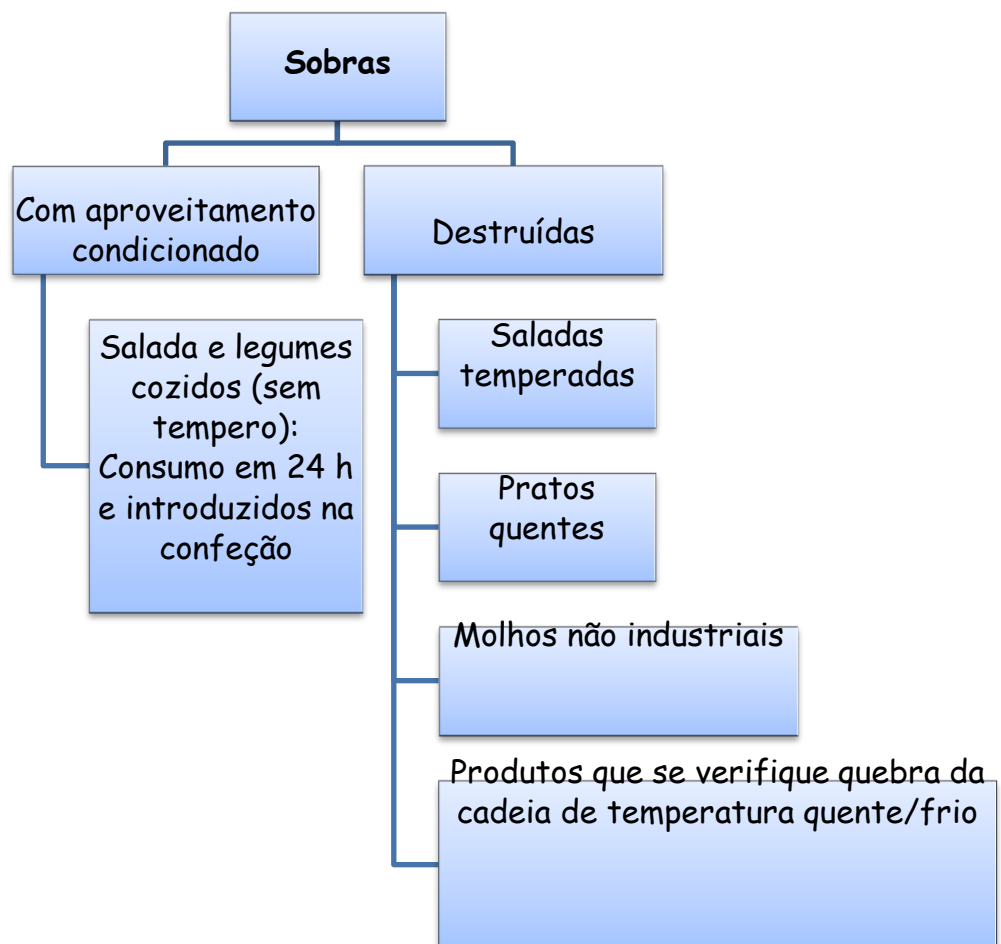 Sobras
Com aproveitamento
condicionado
Salada e legumes
cozidos (sem
tempero):
Consumo em 24 h
e introduzidos na
confeção
Destruídas
Saladas
temperadas
Pratos
quentes
Molhos não industriais
Produtos que se verifique quebra da
cadeia de temperatura quente/frio